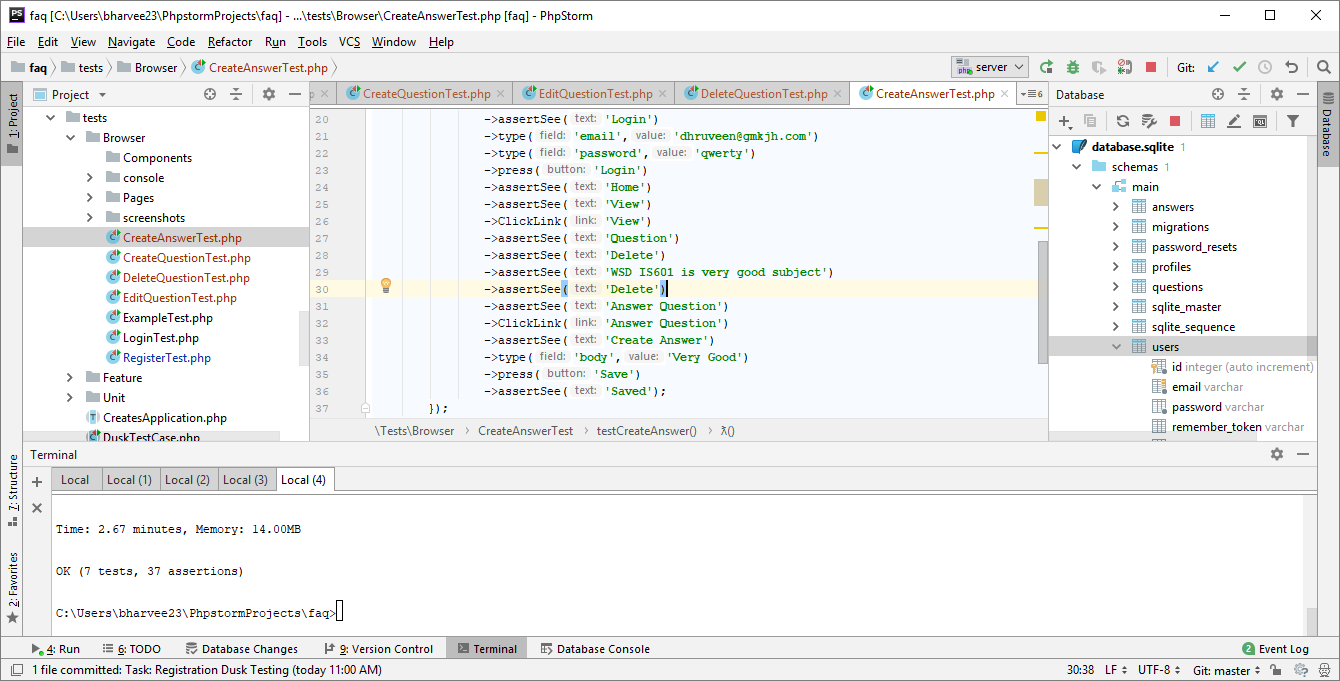 PS faq [C:\Users\bharvee23\PhpstormProjects\faq] - ...\tests\Browser\CreateAnswerTest.php [faq] - PhpStorm
File Edit View Navigate Code Refactor Run Tools VCS Window Help
faq tests Browser CreateAnswerTest.php php server Git:
Project CreateQuestionTest.php EditQuestionTest.php DeleteQuestionTest.php CreateAnswerTest.php 6 Database
1: Project
7: Structure
2: Favorites
Database
tests
Browser
Components
console
Pages
screenshots
CreateAnswerTest.php
CreateQuestionTest.php
DeleteQuestionTest.php
EditQuestionTest.php
ExampleTest.php
LoginTest.php
RegisterTest.php
Feature
Unit
CreatesApplication.php
DuskTestCase.php
20 ->assertSee( text: 'Login')
21 ->type( field: 'email', value: 'dhruveen@gmkjh.com')
22 ->type( field: 'password', value: 'qwerty')
23 ->press( button: 'Login')
24 ->assertSee( text: 'Home')
25 ->assertSee( text: 'View')
26 ->ClickLink( link: 'View')
27 ->assertSee( text: 'Question')
28 ->assertSee( text: 'Delete')
29 ->assertSee( text: 'WSD IS601 is very good subject')
30 ->assertSee( text: 'Delete')
31 ->assertSee( text: 'Answer Question')
32 ->ClickLink( link: 'Answer Question')
33 ->assertSee( text: 'Create Answer')
34 ->type( field: 'body', value: 'Very Good')
35 ->press( button: 'Save')
36 ->assertSee( text: 'Saved');
37 });
\Tests\Browser CreateAnswerTest testCreateAnswer() λ()
database.sqlite 1
schemas 1
main
answers
migrations
password_resets
profiles
questions
sqlite_master
sqlite_sequence
users
id integer (auto increment)
email varchar
password varchar
remember_token varchar
Terminal
Local Local (1) Local (2) Local (3) Local (4)
Time: 2.67 minutes, Memory: 14.00MB
OK (7 tests, 37 assertions)
C:\Users\bharvee23\PhpstormProjects\faq>
4: Run 6: TODO Database Changes 9: Version Control Terminal Database Console 2 Event Log
1 file committed: Task: Registration Dusk Testing (today 11:00 AM) 30:38 LF UTF-8 Git: master